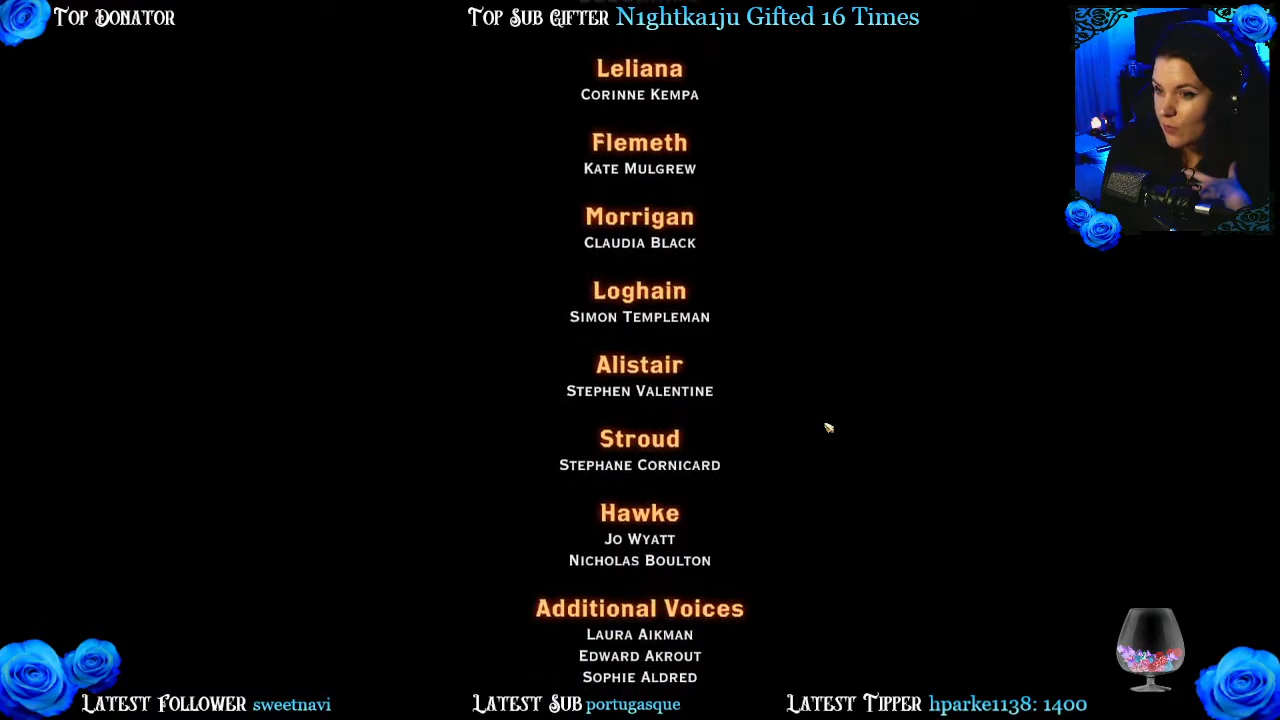 Top Donator
Top Sub Gifter N1ghtka1ju Gifted 16 Times
Leliana
Corinne Kempa
Flemeth
Kate Mulgrew
Morrigan
Claudia Black
Loghain
Simon Templeman
Alistair
Stephen Valentine
Stroud
Stephane Cornicard
Hawke
Jo Wyatt
Nicholas Boulton
Additional Voices
Laura Aikman
Edward Akrout
Sophie Aldred
Latest Follower sweetnavi
Latest Sub portugasque
Latest Tipper hparke1138: 1400